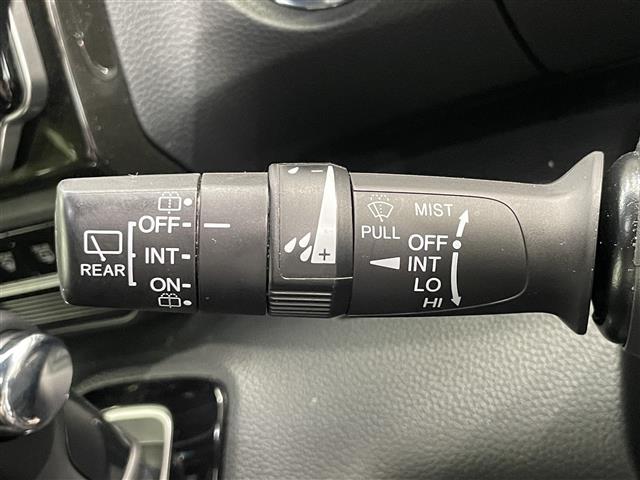 OFF
INT
ON
REAR
- +
PULL
MIST
OFF
INT
LO
HI